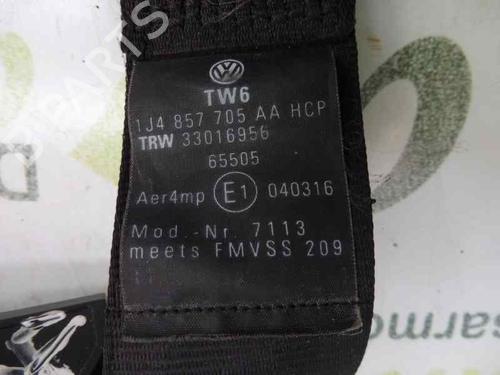 TW6
1J4 857 705 AA HCP
TRW 33016956
65505
Aer4mp E1 040316
Mod.-Nr. 7113
meets FMVSS 209